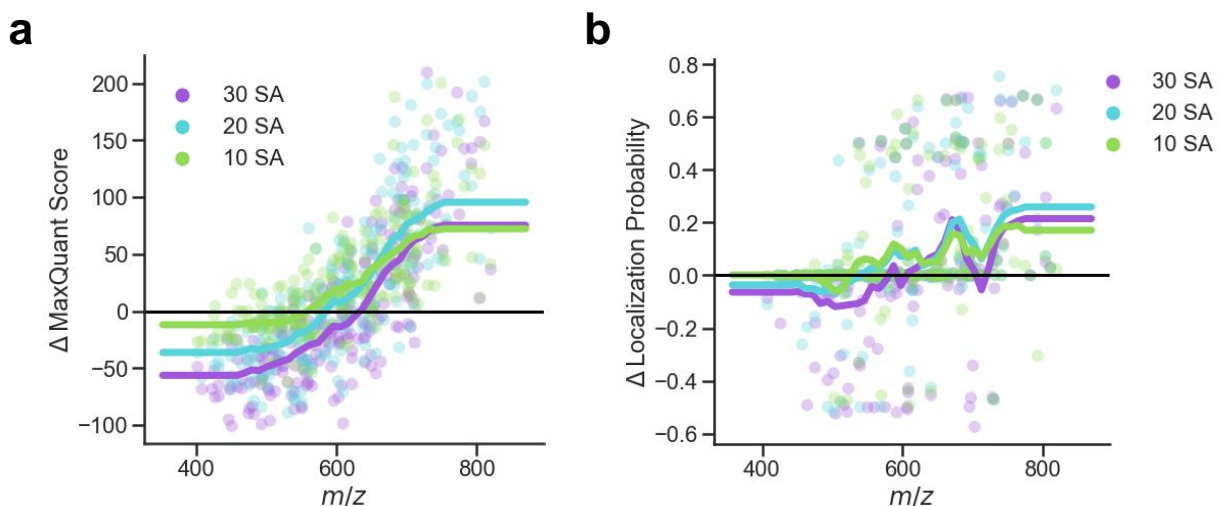 a
Δ MaxQuant Score
200
150
100
50
0
−50
−100
30 SA
20 SA
10 SA
400
600
800
m/z
b
Δ Localization Probability
0.8
0.6
0.4
0.2
0.0
−0.2
−0.4
−0.6
30 SA
20 SA
10 SA
400
600
800
m/z